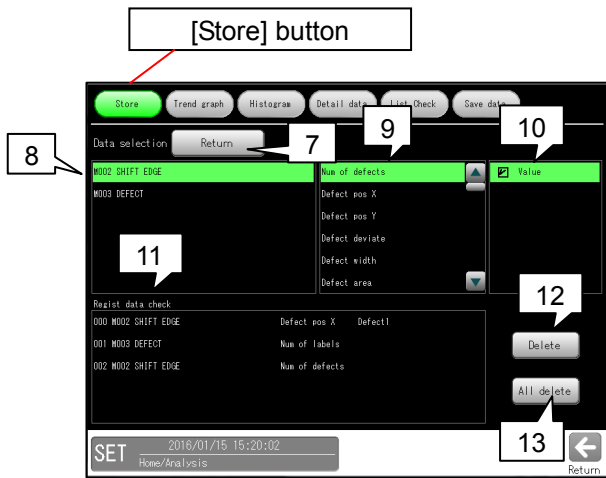 [Store] button
Store Trend graph Histogram Detail data List Check Save data
Data selection Return
7
8
9
10
M002 SHIFT EDGE
M003 DEFECT
Num of defects
Defect pos X
Defect pos Y
Defect deviate
Defect width
Defect area
Value
11
12
Regist data check
000 M002 SHIFT EDGE Defect pos X Defect1
001 M003 DEFECT Num of labels
002 M002 SHIFT EDGE Num of defects
Delete
All delete
13
SET 2016/01/15 15:20:02
Home/Analysis
Return